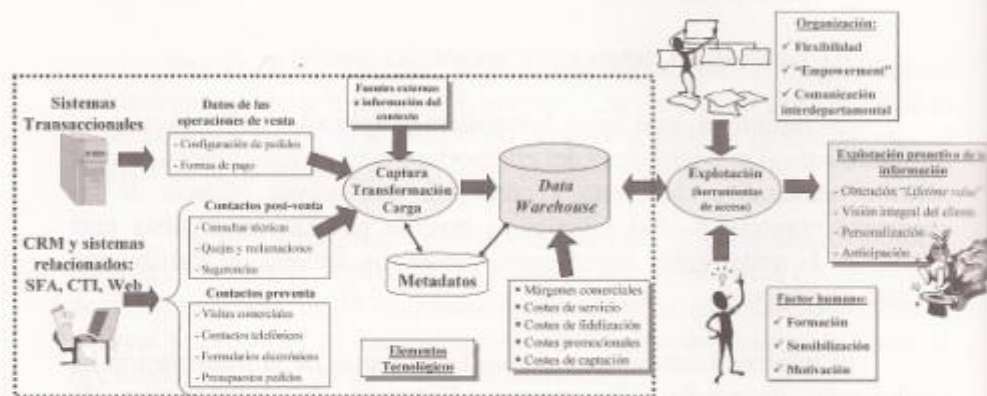 Sistemas
Transaccionales
Datos de las
operaciones de venta
- Configuración de pedidos
- Formas de pago
Fuentes externas
e información del
contexto
CRM y sistemas
relacionados:
SFA, CTI, Web
Contactos post-venta
- Consultas técnicas
- Quejas y reclamaciones
- Sugerencias
Contactos preventa
- Visitas comerciales
- Contactos telefónicos
- Formularios electrónicos
- Presupuestos pedidos
Captura
Transformación
Carga
Metadatos
Elementos
Tecnológicos
Data
Warehouse
• Márgenes comerciales
• Costes de servicio
• Costes de fidelización
• Costes promocionales
• Costes de captación
Organización:
✓ Flexibilidad
✓ "Empowerment"
✓ Comunicación
interdepartamental
Explotación
(herramientas
de acceso)
Factor humano:
✓ Formación
✓ Sensibilización
✓ Motivación
Explotación proactiva de la
información
- Obtención "Lifetime value"
- Visión integral del cliente
- Personalización
- Anticipación